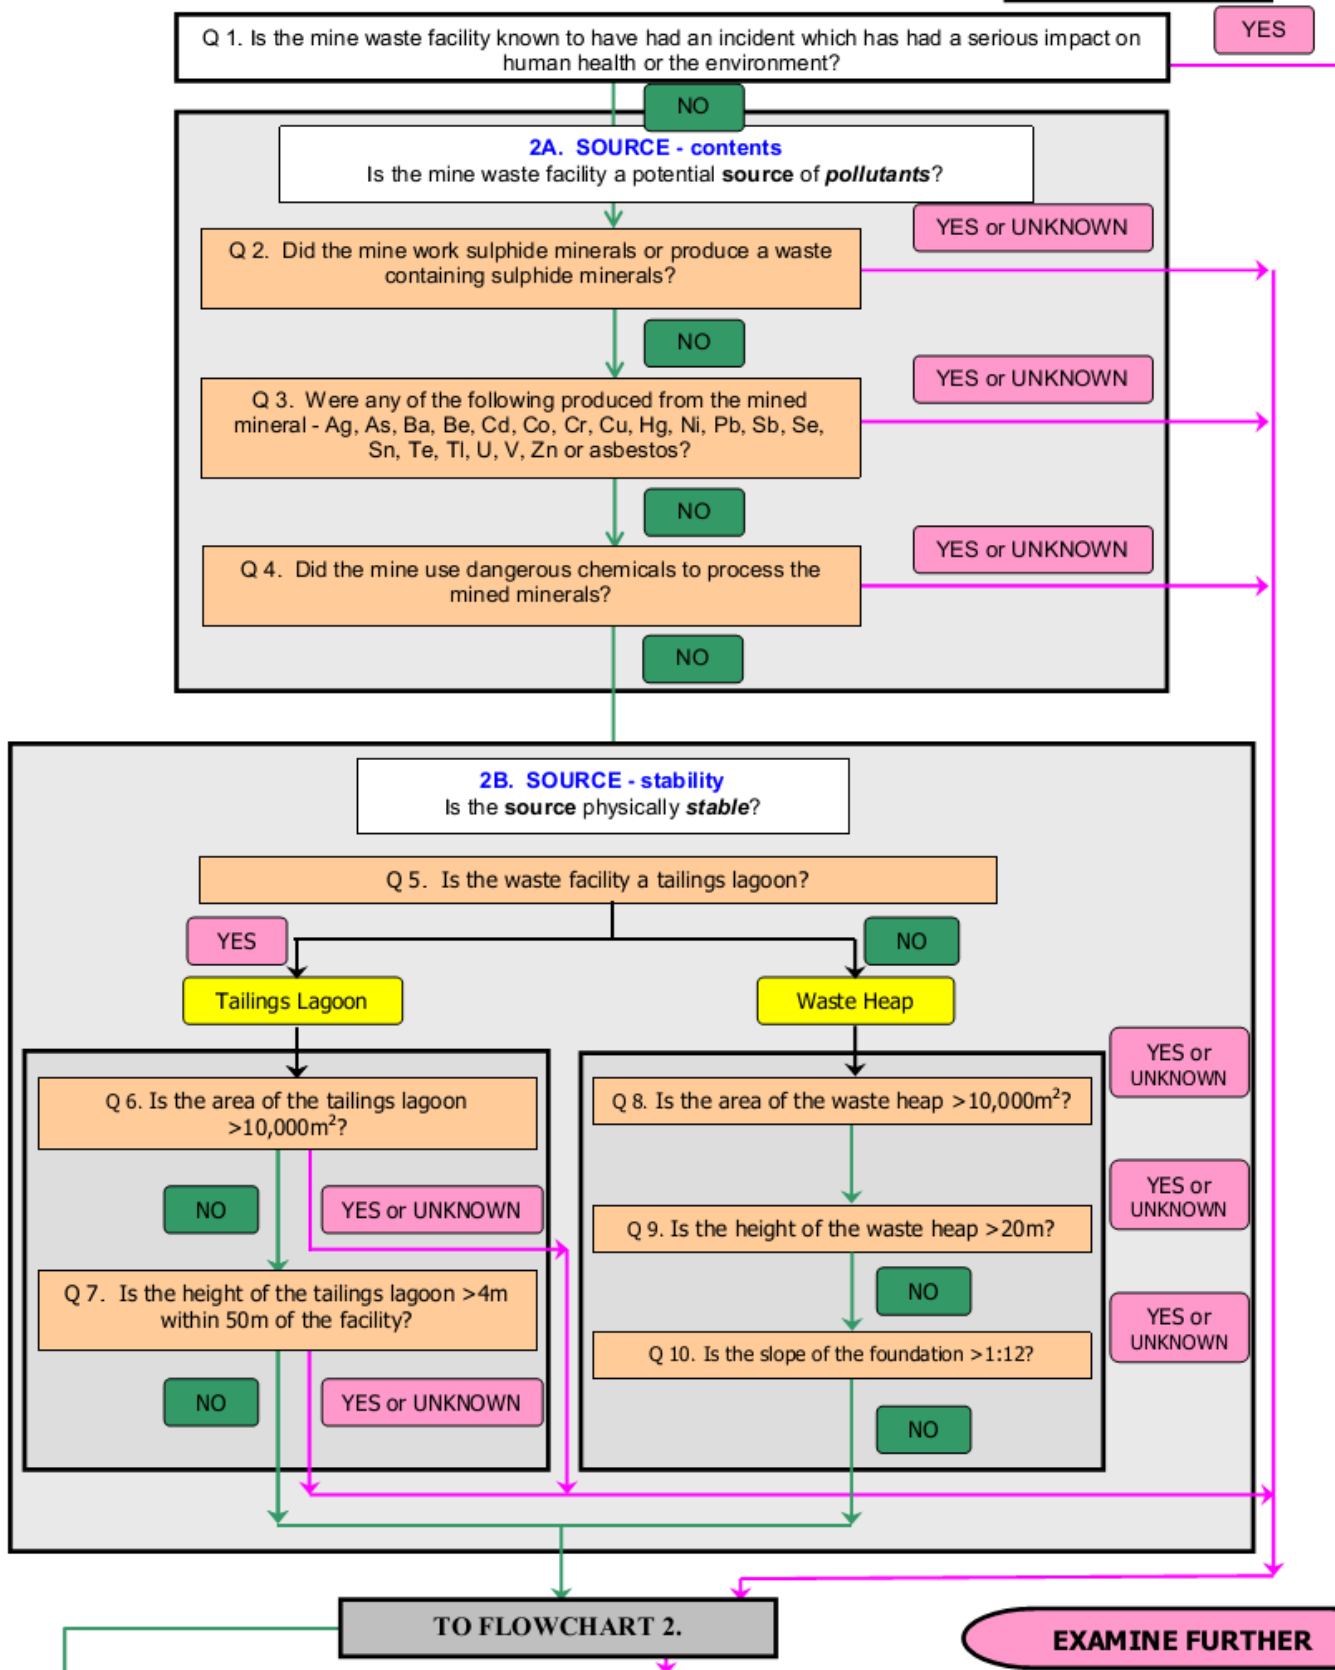 YES
Q 1. Is the mine waste facility known to have had an incident which has had a serious impact on
human health or the environment?
NO
2A. SOURCE - contents
Is the mine waste facility a potential source of pollutants?
YES or UNKNOWN
Q 2. Did the mine work sulphide minerals or produce a waste
containing sulphide minerals?
NO
YES or UNKNOWN
Q 3. Were any of the following produced from the mined
mineral - Ag, As, Ba, Be, Cd, Co, Cr, Cu, Hg, Ni, Pb, Sb, Se,
Sn, Te, Tl, U, V, Zn or asbestos?
NO
YES or UNKNOWN
Q 4. Did the mine use dangerous chemicals to process the
mined minerals?
NO
2B. SOURCE - stability
Is the source physically stable?
Q 5. Is the waste facility a tailings lagoon?
YES
NO
Tailings Lagoon
Waste Heap
Q 6. Is the area of the tailings lagoon
>10,000m²?
NO
YES or UNKNOWN
Q 7. Is the height of the tailings lagoon >4m
within 50m of the facility?
NO
YES or UNKNOWN
YES or
UNKNOWN
Q 8. Is the area of the waste heap >10,000m²?
YES or
UNKNOWN
Q 9. Is the height of the waste heap >20m?
NO
YES or
UNKNOWN
Q 10. Is the slope of the foundation >1:12?
NO
TO FLOWCHART 2.
EXAMINE FURTHER